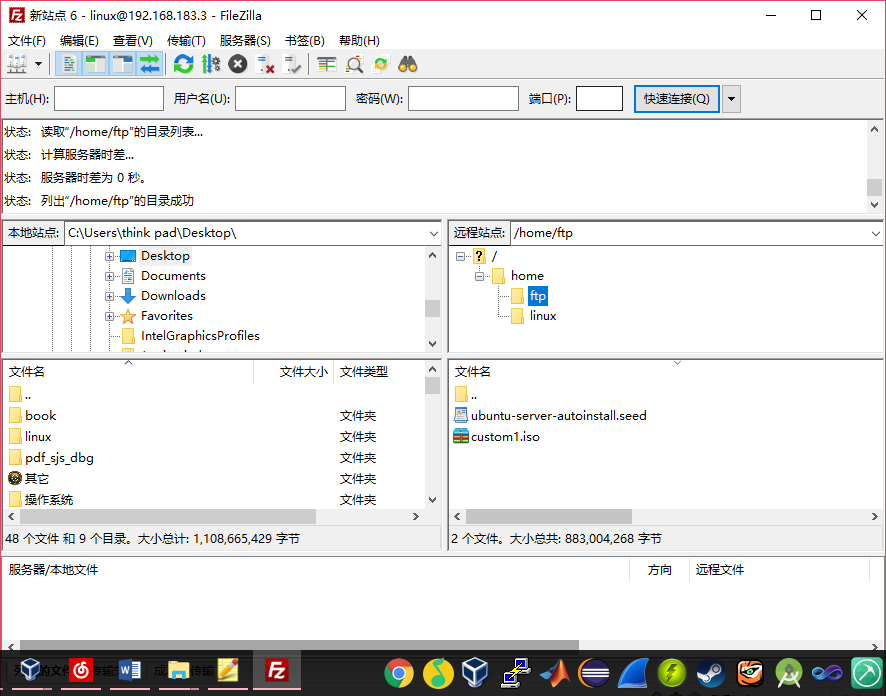 新站点 6 - linux@192.168.183.3 - FileZilla
文件(F) 编辑(E) 查看(V) 传输(T) 服务器(S) 书签(B) 帮助(H)
主机(H): 用户名(U): 密码(W): 端口(P): 快速连接(Q)
状态: 读取“/home/ftp”的目录列表...
状态: 计算服务器时差...
状态: 服务器时差为 0 秒。
状态: 列出“/home/ftp”的目录成功
本地站点: C:\Users\think pad\Desktop\
Desktop
Documents
Downloads
Favorites
IntelGraphicsProfiles
文件名 文件大小 文件类型
..
book 文件夹
linux 文件夹
pdf_sjs_dbg 文件夹
其它 文件夹
操作系统 文件夹
48 个文件 和 9 个目录。大小总计: 1,108,665,429 字节
远程站点: /home/ftp
/
home
ftp
linux
文件名
..
ubuntu-server-autoinstall.seed
custom1.iso
2 个文件。大小总共: 883,004,268 字节
服务器/本地文件 方向 远程文件